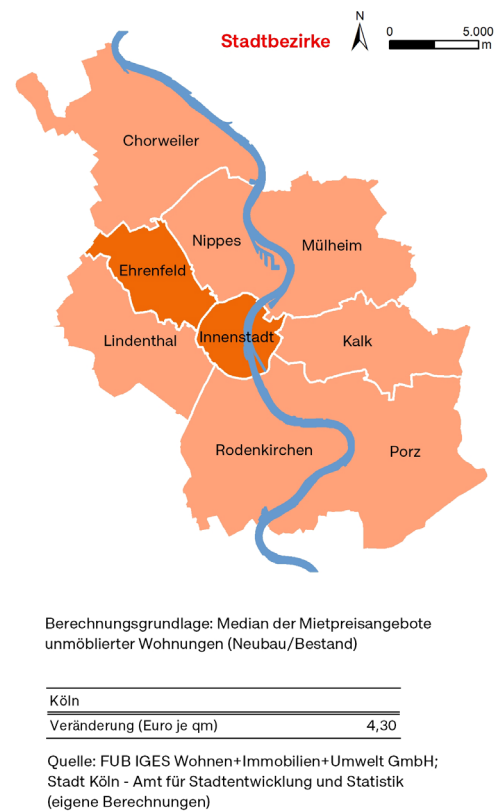 Stadtbezirke
N
0 5.000
m
Chorweiler
Nippes
Mülheim
Ehrenfeld
Lindenthal
Innenstadt
Kalk
Rodenkirchen
Porz
Berechnungsgrundlage: Median der Mietpreisangebote
unmöblierter Wohnungen (Neubau/Bestand)
Köln
Veränderung (Euro je qm) 4,30
Quelle: FUB IGES Wohnen+Immobilien+Umwelt GmbH;
Stadt Köln - Amt für Stadtentwicklung und Statistik
(eigene Berechnungen)